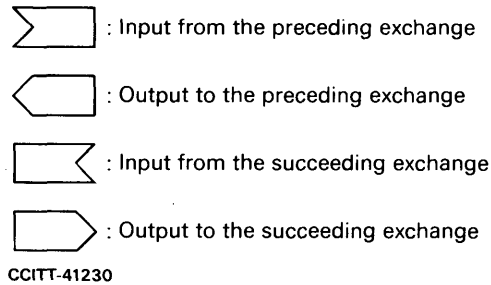 : Input from the preceding exchange
: Output to the preceding exchange
: Input from the succeeding exchange
: Output to the succeeding exchange
CCITT-41230